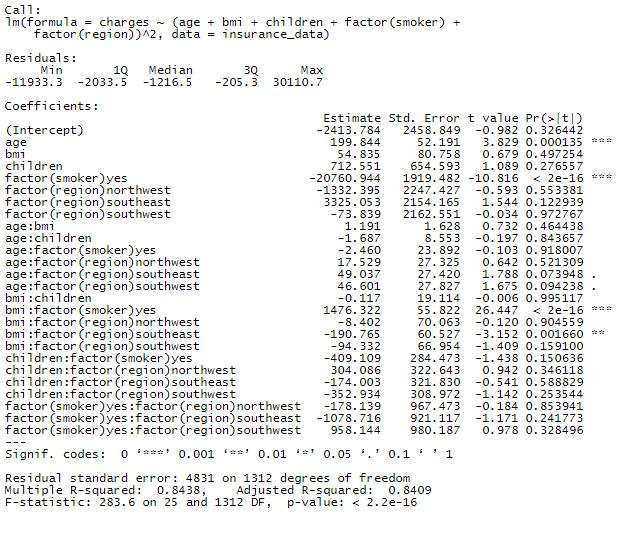 Call:
lm(formula = charges ~ (age + bmi + children + factor(smoker) +
    factor(region))^2, data = insurance_data)

Residuals:
     Min       1Q   Median       3Q      Max
-11933.3  -2033.5  -1216.5   -205.3  30110.7

Coefficients:
                                           Estimate Std. Error t value Pr(>|t|)
(Intercept)                               -2413.784   2458.849  -0.982 0.326442
age                                         199.844     52.191   3.829 0.000135 ***
bmi                                          54.835     80.758   0.679 0.497254
children                                    712.551    654.593   1.089 0.276557
factor(smoker)yes                        -20760.944   1919.482 -10.816  < 2e-16 ***
factor(region)northwest                   -1332.395   2247.427  -0.593 0.553381
factor(region)southeast                    3325.053   2154.165   1.544 0.122939
factor(region)southwest                     -73.839   2162.551  -0.034 0.972767
age:bmi                                       1.191      1.628   0.732 0.464438
age:children                                 -1.687      8.553  -0.197 0.843657
age:factor(smoker)yes                        -2.460     23.892  -0.103 0.918007
age:factor(region)northwest                  17.529     27.325   0.642 0.521309
age:factor(region)southeast                  49.037     27.420   1.788 0.073948 .
age:factor(region)southwest                  46.601     27.827   1.675 0.094238 .
bmi:children                                 -0.117     19.114  -0.006 0.995117
bmi:factor(smoker)yes                      1476.322     55.822  26.447  < 2e-16 ***
bmi:factor(region)northwest                  -8.402     70.063  -0.120 0.904559
bmi:factor(region)southeast                -190.765     60.527  -3.152 0.001660 **
bmi:factor(region)southwest                 -94.332     66.954  -1.409 0.159100
children:factor(smoker)yes                 -409.109    284.473  -1.438 0.150636
children:factor(region)northwest            304.086    322.643   0.942 0.346118
children:factor(region)southeast           -174.003    321.830  -0.541 0.588829
children:factor(region)southwest           -352.934    308.972  -1.142 0.253544
factor(smoker)yes:factor(region)northwest  -178.139    967.473  -0.184 0.853941
factor(smoker)yes:factor(region)southeast -1078.716    921.117  -1.171 0.241773
factor(smoker)yes:factor(region)southwest   958.144    980.187   0.978 0.328496
---
Signif. codes:  0 ‘***’ 0.001 ‘**’ 0.01 ‘*’ 0.05 ‘.’ 0.1 ‘ ’ 1

Residual standard error: 4831 on 1312 degrees of freedom
Multiple R-squared:  0.8438,    Adjusted R-squared:  0.8409
F-statistic: 283.6 on 25 and 1312 DF,  p-value: < 2.2e-16